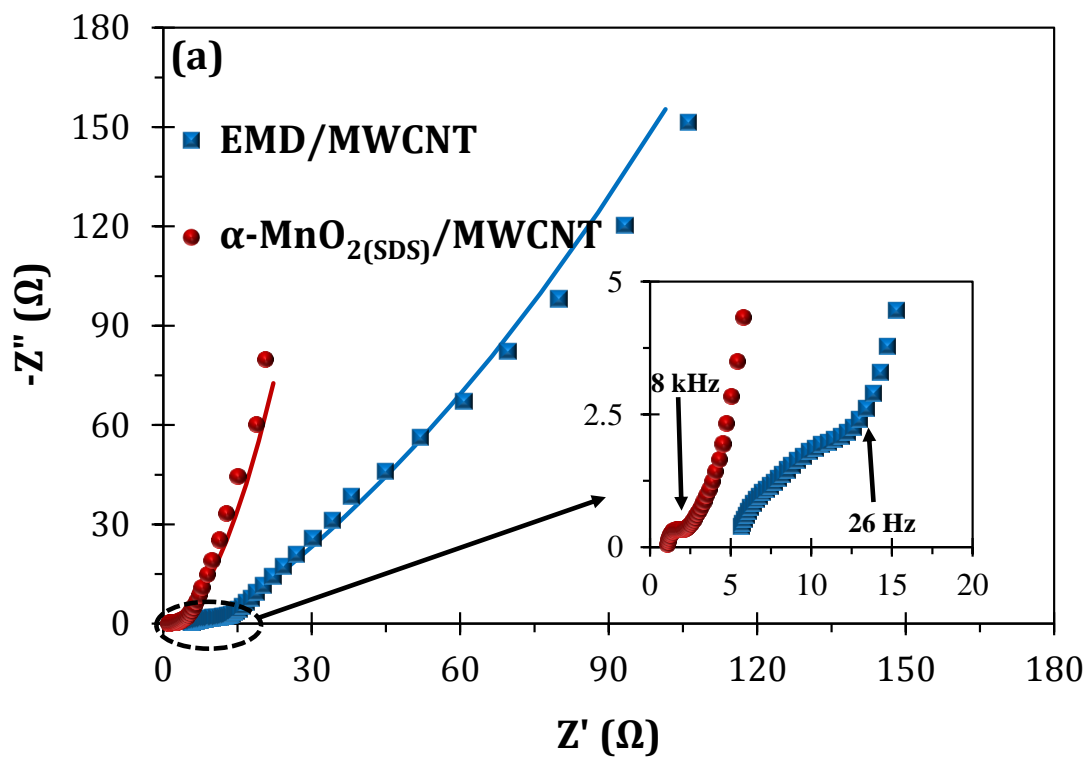 (a)
EMD/MWCNT
α-MnO₂₍SDS₎/MWCNT
-Z" (Ω)
180
150
120
90
60
30
0
0 30 60 90 120 150 180
Z' (Ω)
5
2.5
0
0 5 10 15 20
8 kHz
26 Hz